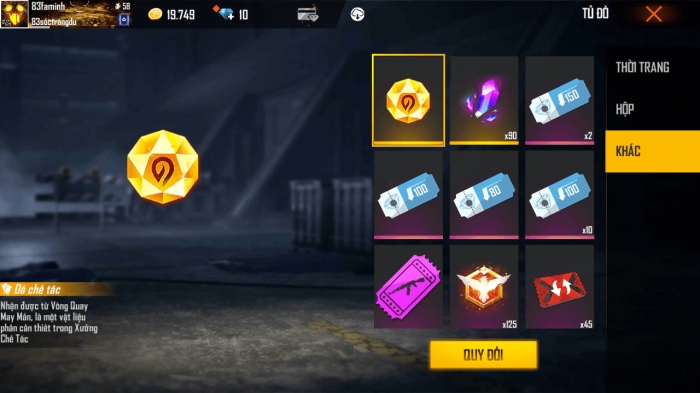 83faminh
58
83sóctrăngdu
19.749
10
TỦ ĐỒ
THỜI TRANG
HỘP
KHÁC
x90
150
x2
100
80
100
x10
x125
x45
Đá chế tác
Nhận được từ Vòng Quay
May Mắn, là một vật liệu
phần cần thiết trong Xưởng
Chế Tác
QUY ĐỔI